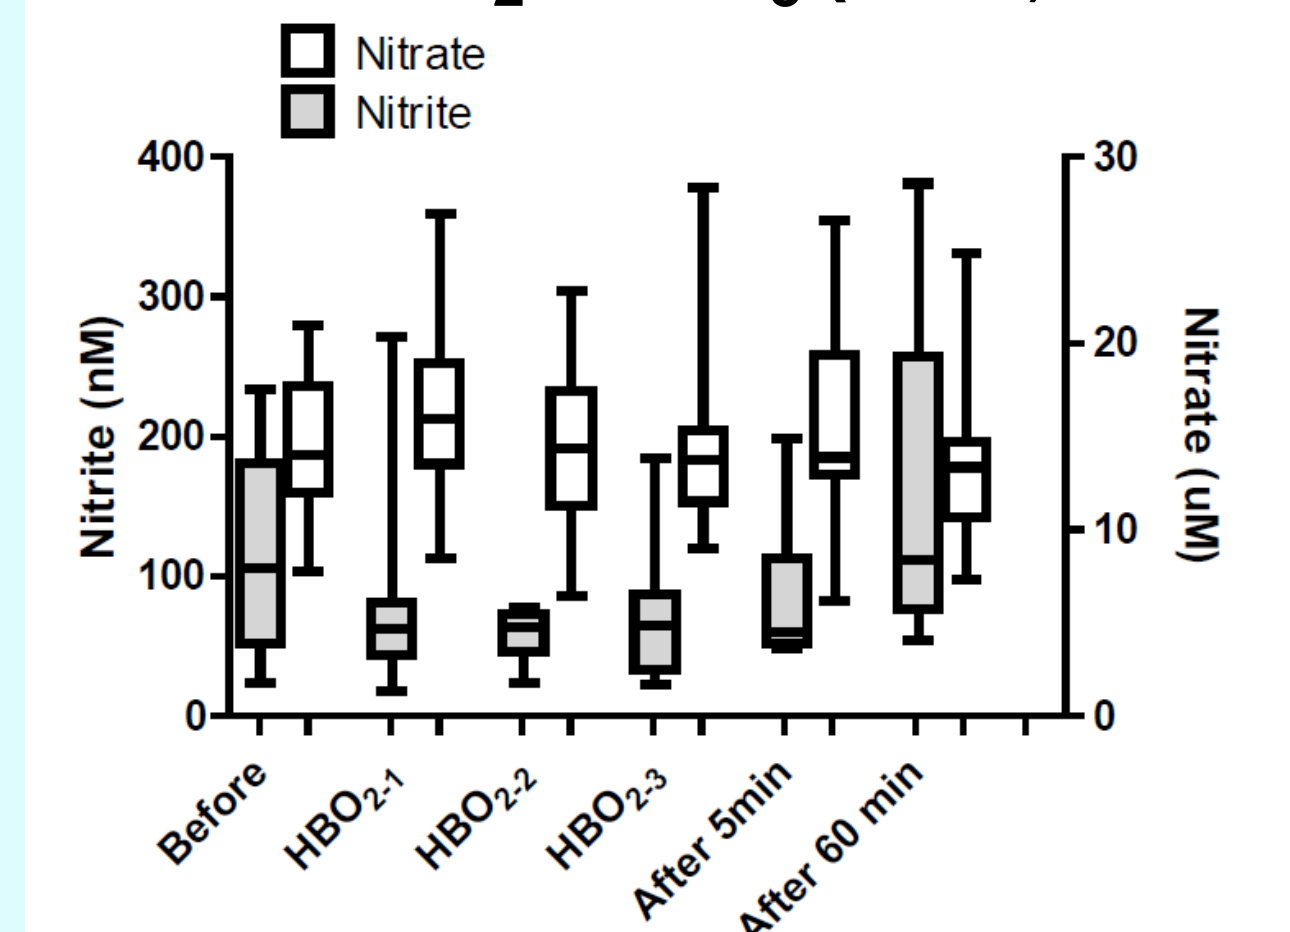 Nitrate
Nitrite
400
300
200
100
0
Nitrite (nM)
30
20
10
0
Nitrate (uM)
Before
HBO₂-₁
HBO₂-₂
HBO₂-₃
After 5min
After 60 min